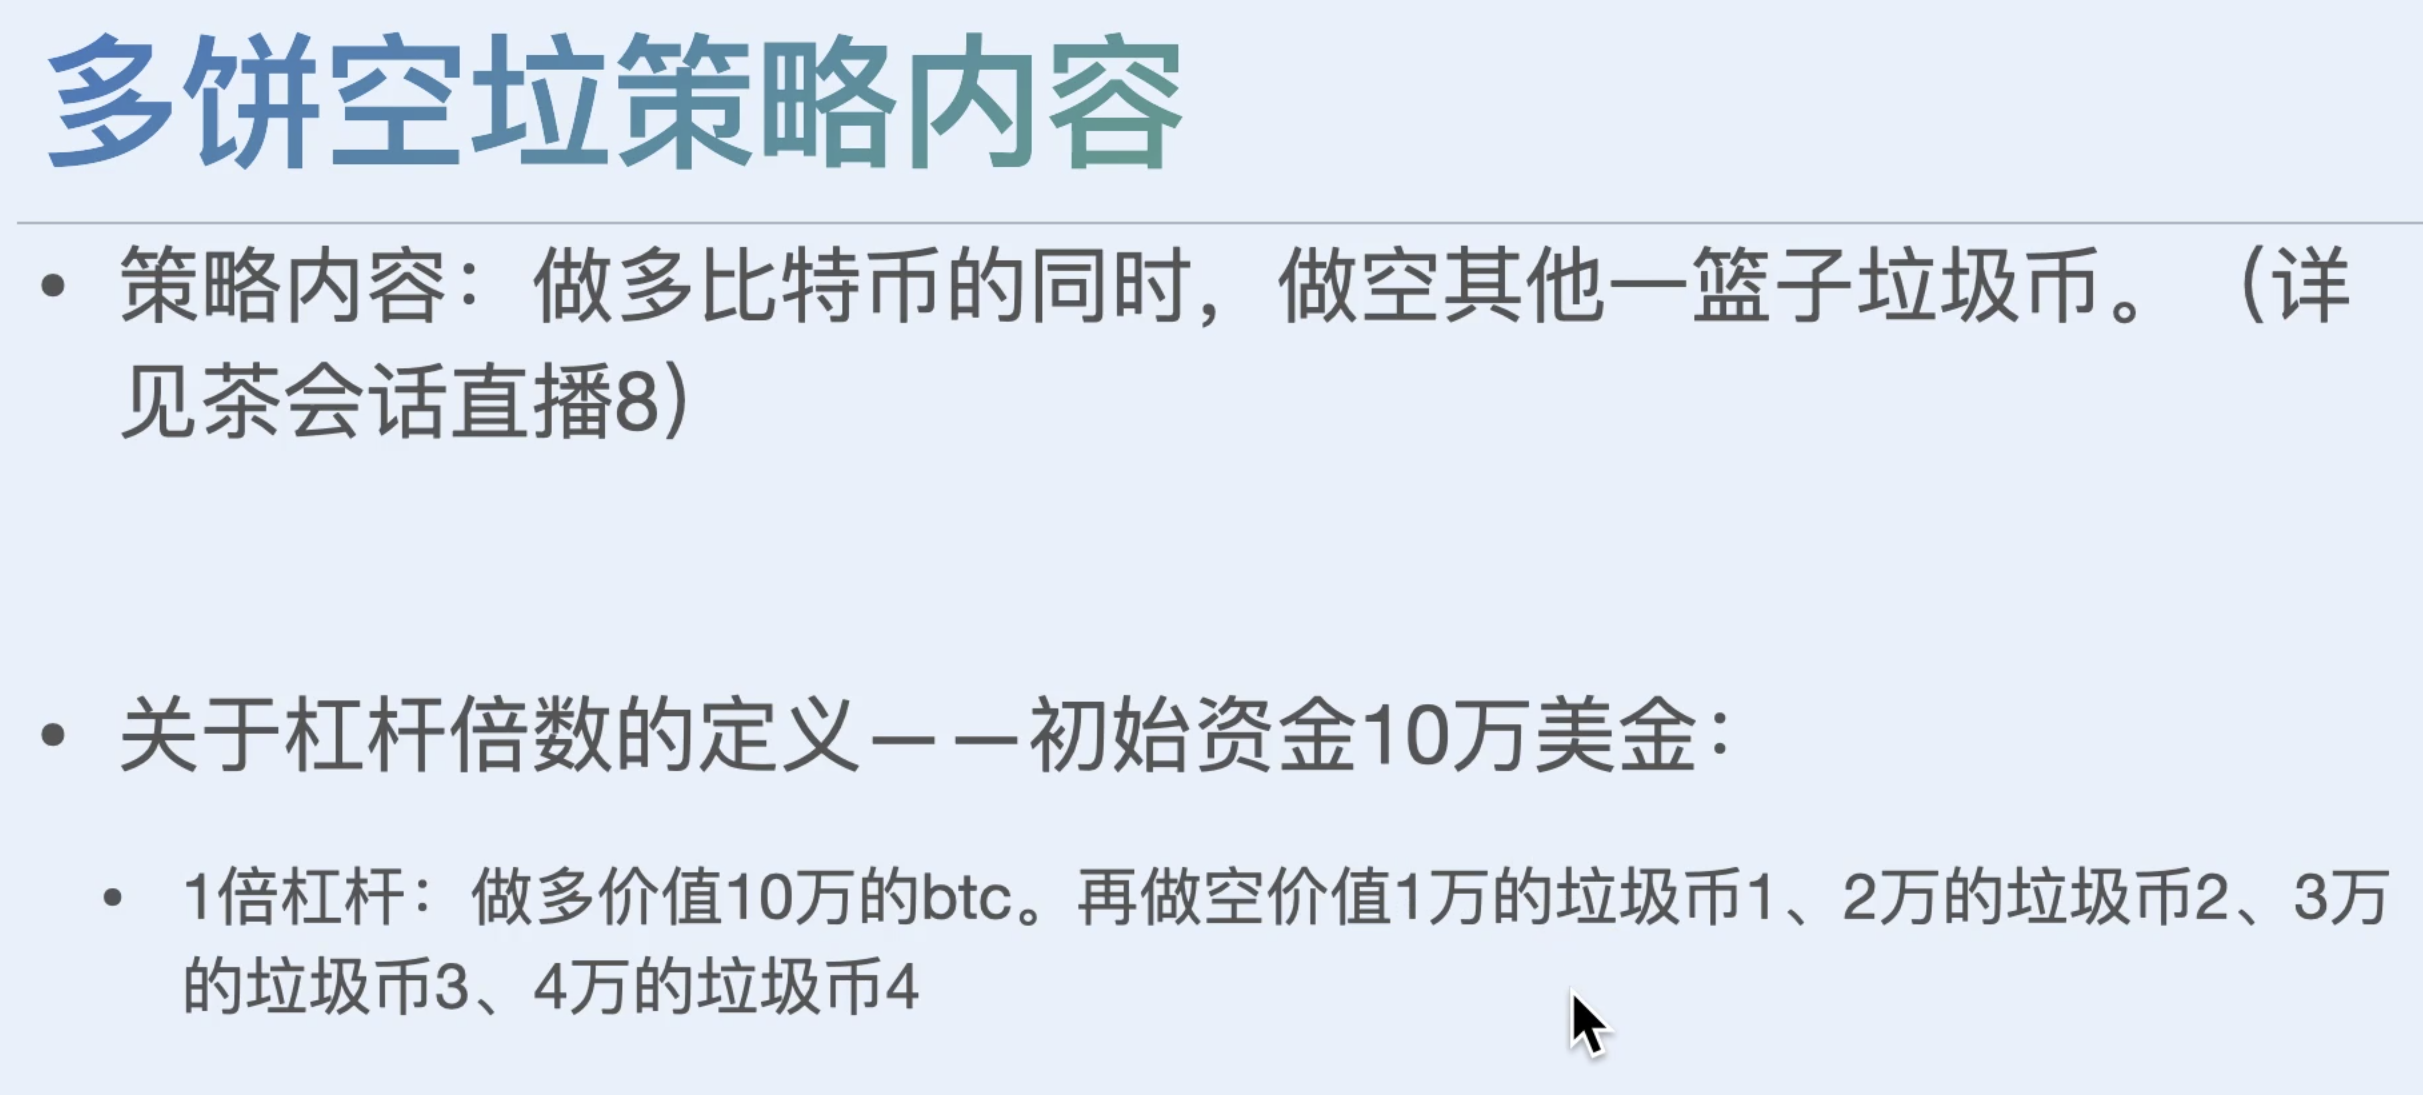 多饼空垃策略内容
• 策略内容：做多比特币的同时，做空其他一篮子垃圾币。（详
见茶会话直播8）
• 关于杠杆倍数的定义——初始资金10万美金：
• 1倍杠杆：做多价值10万的btc。再做空价值1万的垃圾币1、2万的垃圾币2、3万
的垃圾币3、4万的垃圾币4